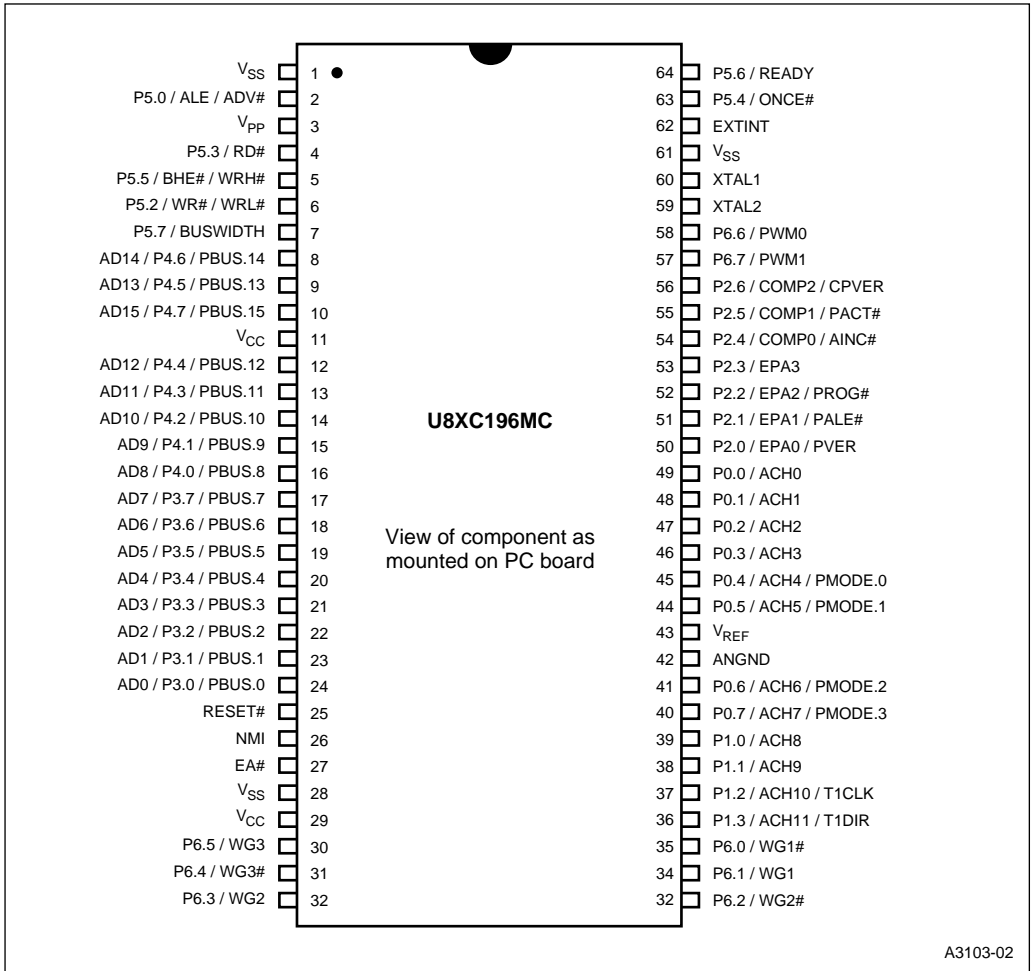 V_SS 1 64 P5.6 / READY
P5.0 / ALE / ADV# 2 63 P5.4 / ONCE#
V_PP 3 62 EXTINT
P5.3 / RD# 4 61 V_SS
P5.5 / BHE# / WRH# 5 60 XTAL1
P5.2 / WR# / WRL# 6 59 XTAL2
P5.7 / BUSWIDTH 7 58 P6.6 / PWM0
AD14 / P4.6 / PBUS.14 8 57 P6.7 / PWM1
AD13 / P4.5 / PBUS.13 9 56 P2.6 / COMP2 / CPVER
AD15 / P4.7 / PBUS.15 10 55 P2.5 / COMP1 / PACT#
V_CC 11 54 P2.4 / COMP0 / AINC#
AD12 / P4.4 / PBUS.12 12 53 P2.3 / EPA3
AD11 / P4.3 / PBUS.11 13 52 P2.2 / EPA2 / PROG#
AD10 / P4.2 / PBUS.10 14 U8XC196MC 51 P2.1 / EPA1 / PALE#
AD9 / P4.1 / PBUS.9 15 50 P2.0 / EPA0 / PVER
AD8 / P4.0 / PBUS.8 16 49 P0.0 / ACH0
AD7 / P3.7 / PBUS.7 17 48 P0.1 / ACH1
AD6 / P3.6 / PBUS.6 18 View of component as 47 P0.2 / ACH2
AD5 / P3.5 / PBUS.5 19 mounted on PC board 46 P0.3 / ACH3
AD4 / P3.4 / PBUS.4 20 45 P0.4 / ACH4 / PMODE.0
AD3 / P3.3 / PBUS.3 21 44 P0.5 / ACH5 / PMODE.1
AD2 / P3.2 / PBUS.2 22 43 V_REF
AD1 / P3.1 / PBUS.1 23 42 ANGND
AD0 / P3.0 / PBUS.0 24 41 P0.6 / ACH6 / PMODE.2
RESET# 25 40 P0.7 / ACH7 / PMODE.3
NMI 26 39 P1.0 / ACH8
EA# 27 38 P1.1 / ACH9
V_SS 28 37 P1.2 / ACH10 / T1CLK
V_CC 29 36 P1.3 / ACH11 / T1DIR
P6.5 / WG3 30 35 P6.0 / WG1#
P6.4 / WG3# 31 34 P6.1 / WG1
P6.3 / WG2 32 32 P6.2 / WG2#
A3103-02